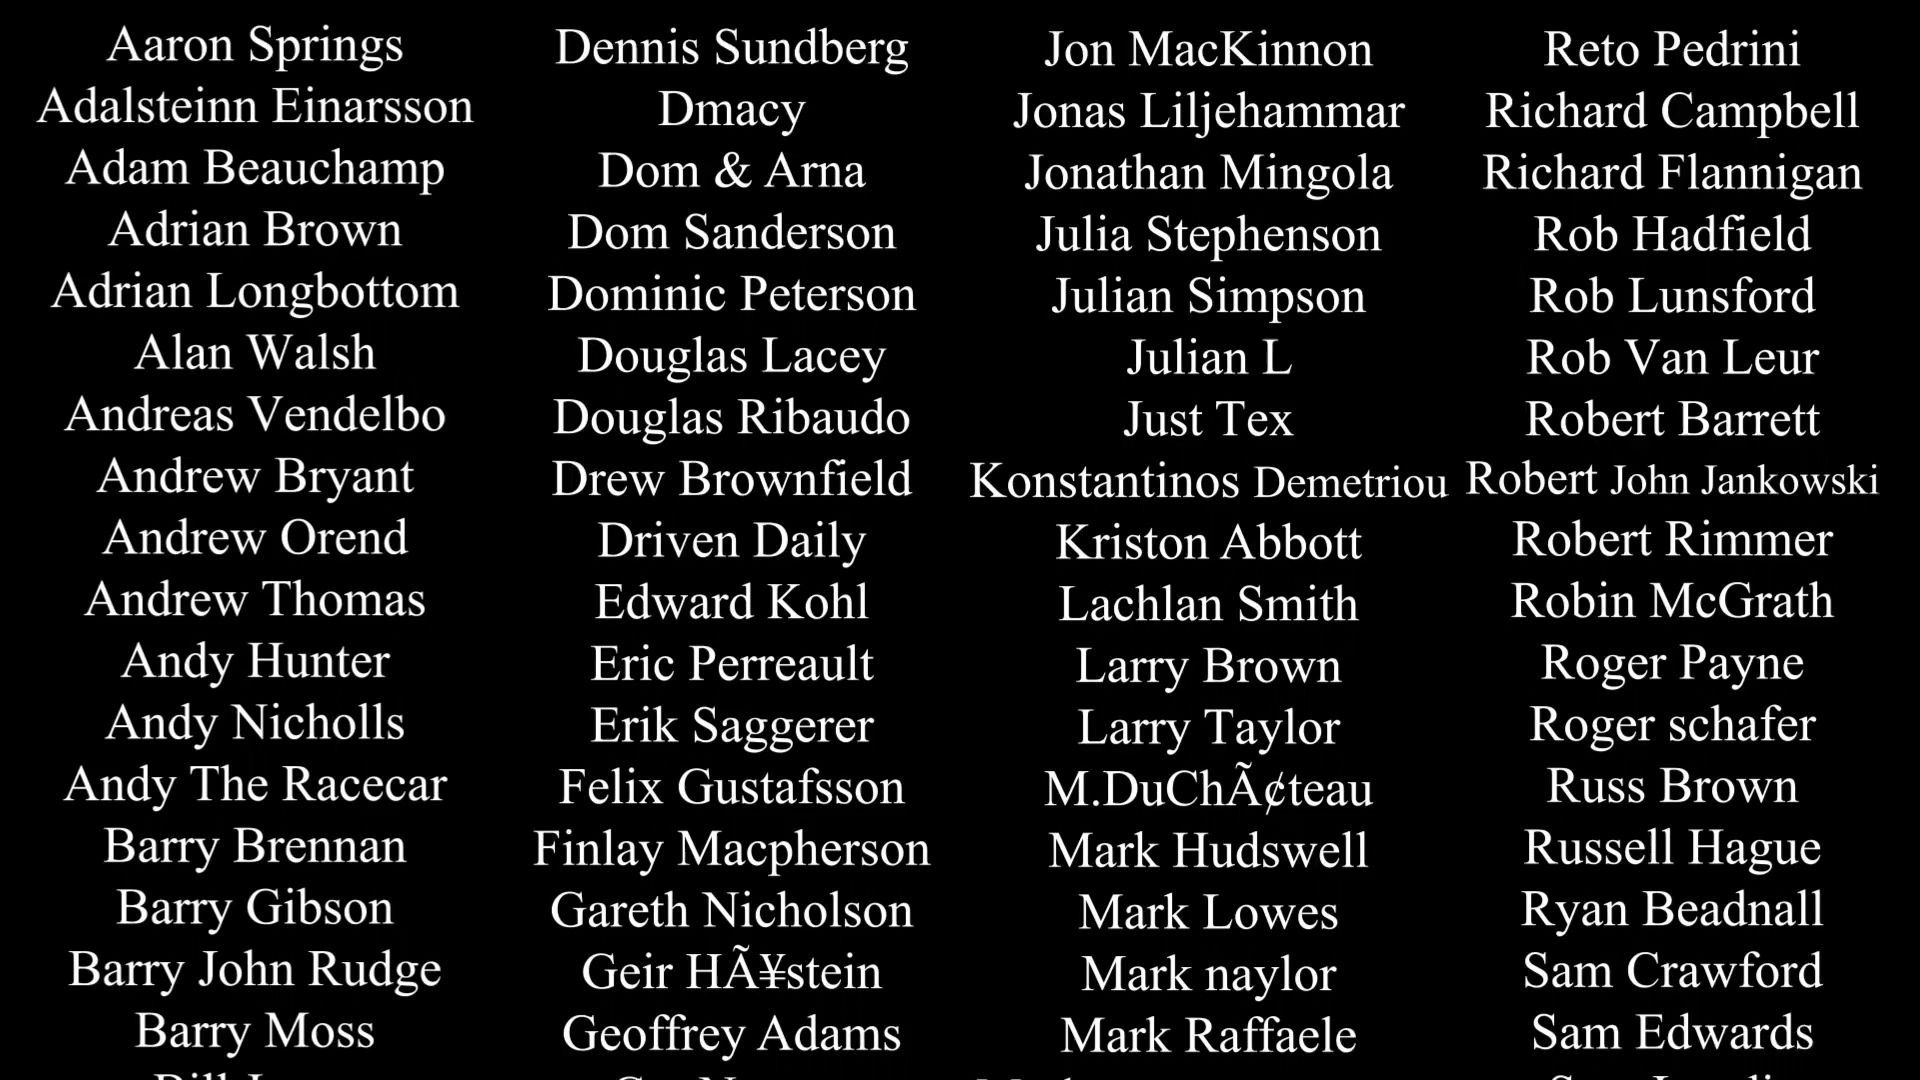 Aaron Springs
Adalsteinn Einarsson
Adam Beauchamp
Adrian Brown
Adrian Longbottom
Alan Walsh
Andreas Vendelbo
Andrew Bryant
Andrew Orend
Andrew Thomas
Andy Hunter
Andy Nicholls
Andy The Racecar
Barry Brennan
Barry Gibson
Barry John Rudge
Barry Moss
Dennis Sundberg
Dmacy
Dom & Arna
Dom Sanderson
Dominic Peterson
Douglas Lacey
Douglas Ribaudo
Drew Brownfield
Driven Daily
Edward Kohl
Eric Perreault
Erik Saggerer
Felix Gustafsson
Finlay Macpherson
Gareth Nicholson
Geir HÃ¥stein
Geoffrey Adams
Jon MacKinnon
Jonas Liljehammar
Jonathan Mingola
Julia Stephenson
Julian Simpson
Julian L
Just Tex
Konstantinos Demetriou
Kriston Abbott
Lachlan Smith
Larry Brown
Larry Taylor
M.DuChÃ¢teau
Mark Hudswell
Mark Lowes
Mark naylor
Mark Raffaele
Reto Pedrini
Richard Campbell
Richard Flannigan
Rob Hadfield
Rob Lunsford
Rob Van Leur
Robert Barrett
Robert John Jankowski
Robert Rimmer
Robin McGrath
Roger Payne
Roger schafer
Russ Brown
Russell Hague
Ryan Beadnall
Sam Crawford
Sam Edwards